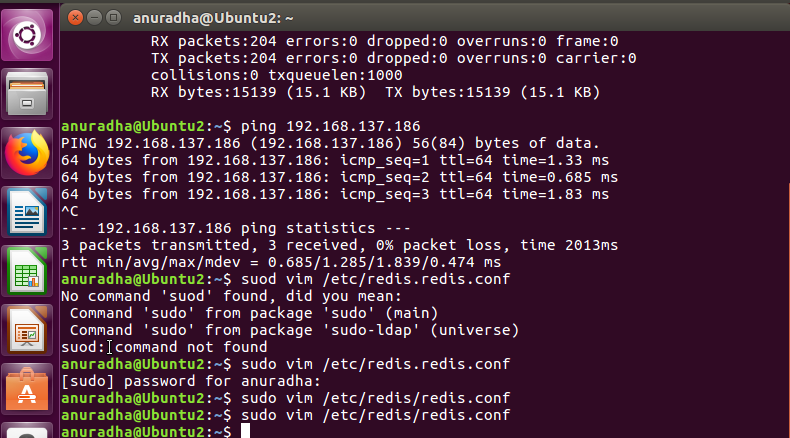 anuradha@Ubuntu2: ~
RX packets:204 errors:0 dropped:0 overruns:0 frame:0
TX packets:204 errors:0 dropped:0 overruns:0 carrier:0
collisions:0 txqueuelen:1000
RX bytes:15139 (15.1 KB)  TX bytes:15139 (15.1 KB)
anuradha@Ubuntu2:~$ ping 192.168.137.186
PING 192.168.137.186 (192.168.137.186) 56(84) bytes of data.
64 bytes from 192.168.137.186: icmp_seq=1 ttl=64 time=1.33 ms
64 bytes from 192.168.137.186: icmp_seq=2 ttl=64 time=0.685 ms
64 bytes from 192.168.137.186: icmp_seq=3 ttl=64 time=1.83 ms
^C
--- 192.168.137.186 ping statistics ---
3 packets transmitted, 3 received, 0% packet loss, time 2013ms
rtt min/avg/max/mdev = 0.685/1.285/1.839/0.474 ms
anuradha@Ubuntu2:~$ suod vim /etc/redis.redis.conf
No command 'suod' found, did you mean:
Command 'sudo' from package 'sudo' (main)
Command 'sudo' from package 'sudo-ldap' (universe)
suod: command not found
anuradha@Ubuntu2:~$ sudo vim /etc/redis.redis.conf
[sudo] password for anuradha:
anuradha@Ubuntu2:~$ sudo vim /etc/redis/redis.conf
anuradha@Ubuntu2:~$ sudo vim /etc/redis/redis.conf
anuradha@Ubuntu2:~$